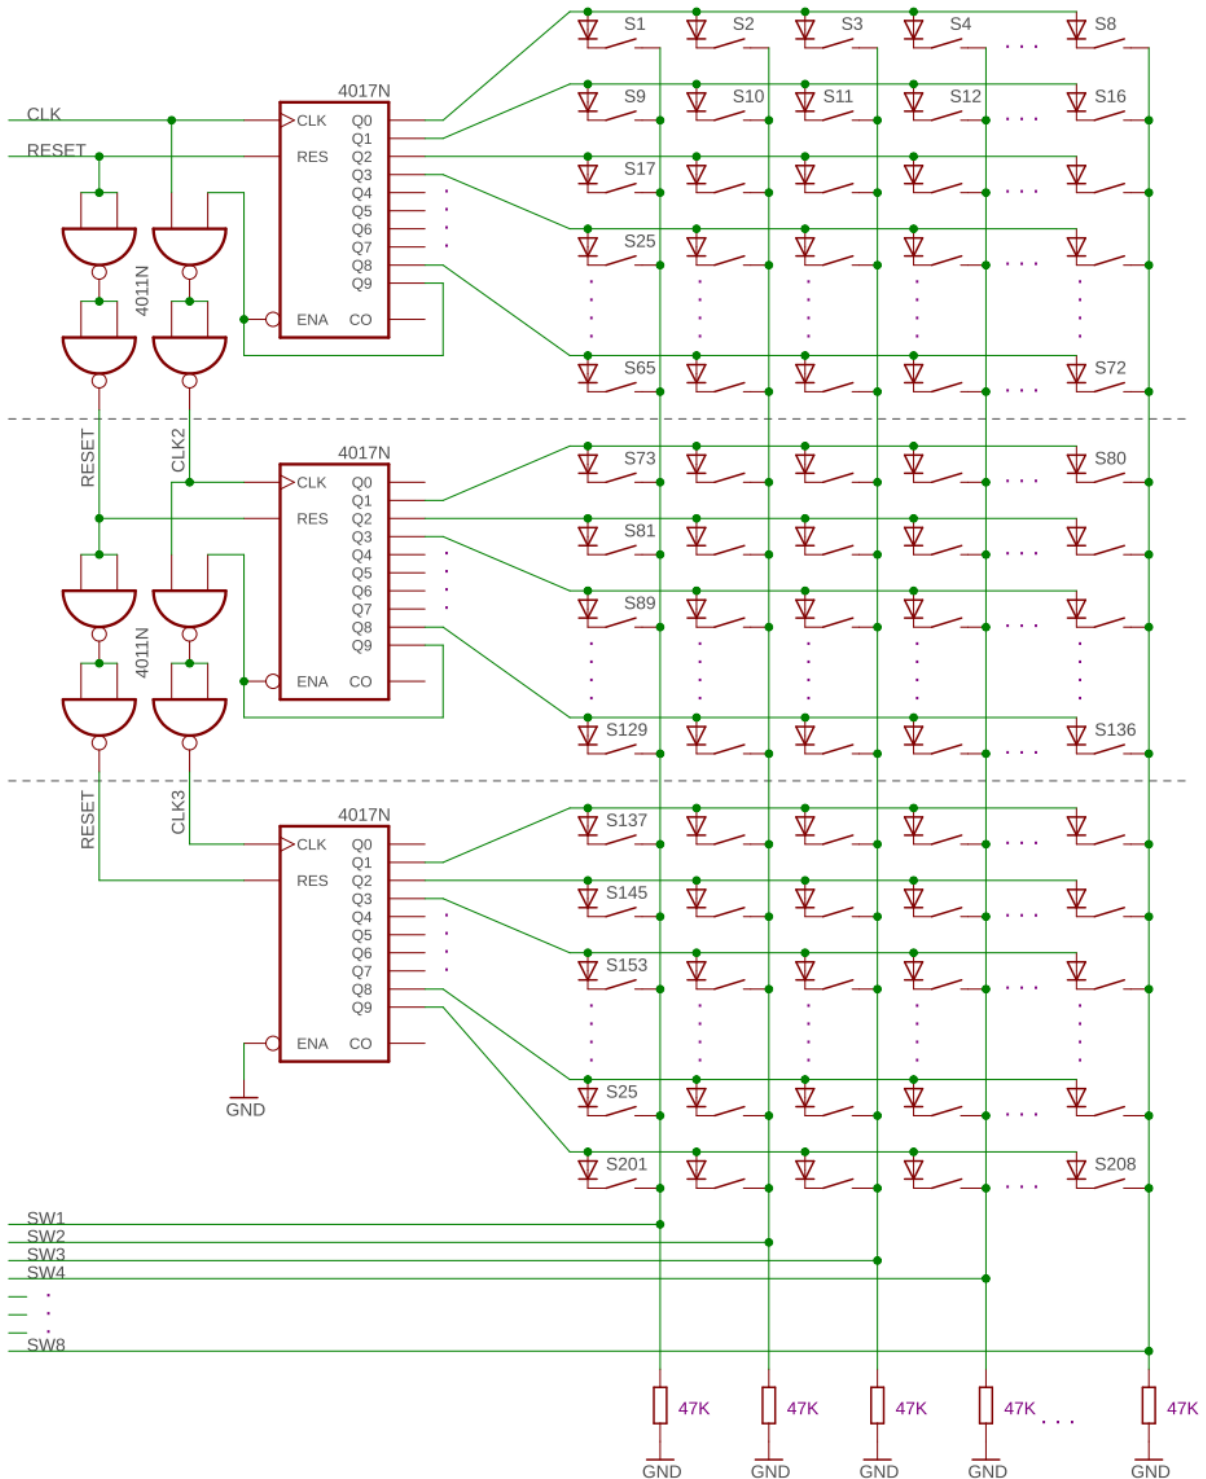 S1 S2 S3 S4 S8
4017N
S9 S10 S11 S12 S16
CLK
CLK Q0
Q1
RESET
RES Q2
S17
Q3
Q4
Q5
Q6
Q7
S25
Q8
Q9
4011N
ENA CO
S65 S72
RESET
CLK2
4017N
S73 S80
CLK Q0
Q1
RES Q2
S81
Q3
Q4
Q5
Q6
Q7
S89
Q8
Q9
4011N
ENA CO
S129 S136
RESET
CLK3
4017N
S137
CLK Q0
Q1
RES Q2
S145
Q3
Q4
Q5
Q6
Q7
S153
Q8
Q9
ENA CO
S25
GND
S201 S208
SW1
SW2
SW3
SW4
SW8
47K 47K 47K 47K 47K
GND GND GND GND GND